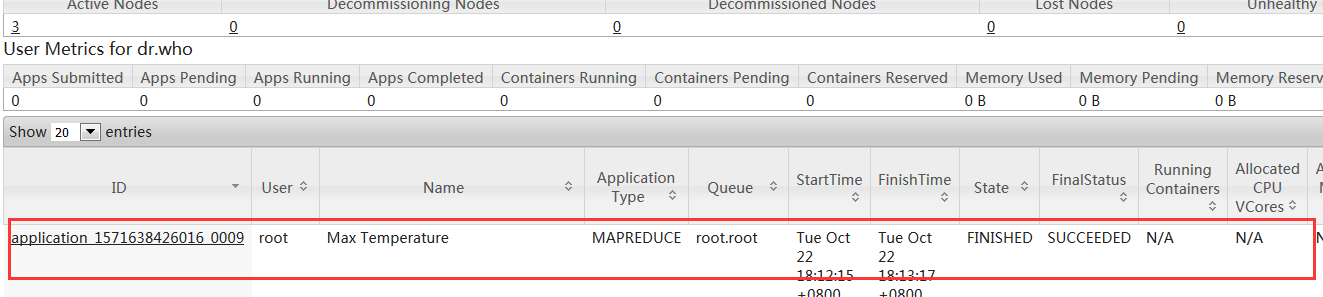 Active Nodes Decommissioning Nodes Decommissioned Nodes Lost Nodes Unhealthy
3 0 0 0 0
User Metrics for dr.who
Apps Submitted Apps Pending Apps Running Apps Completed Containers Running Containers Pending Containers Reserved Memory Used Memory Pending Memory Reserv
0 0 0 0 0 0 0 0 B 0 B 0 B
Show 20 entries
ID User Name Application Type Queue StartTime FinishTime State FinalStatus Running Containers Allocated CPU VCores
application_1571638426016_0009 root Max Temperature MAPREDUCE root.root Tue Oct 22 18:12:15 +0800 Tue Oct 22 18:13:17 +0800 FINISHED SUCCEEDED N/A N/A